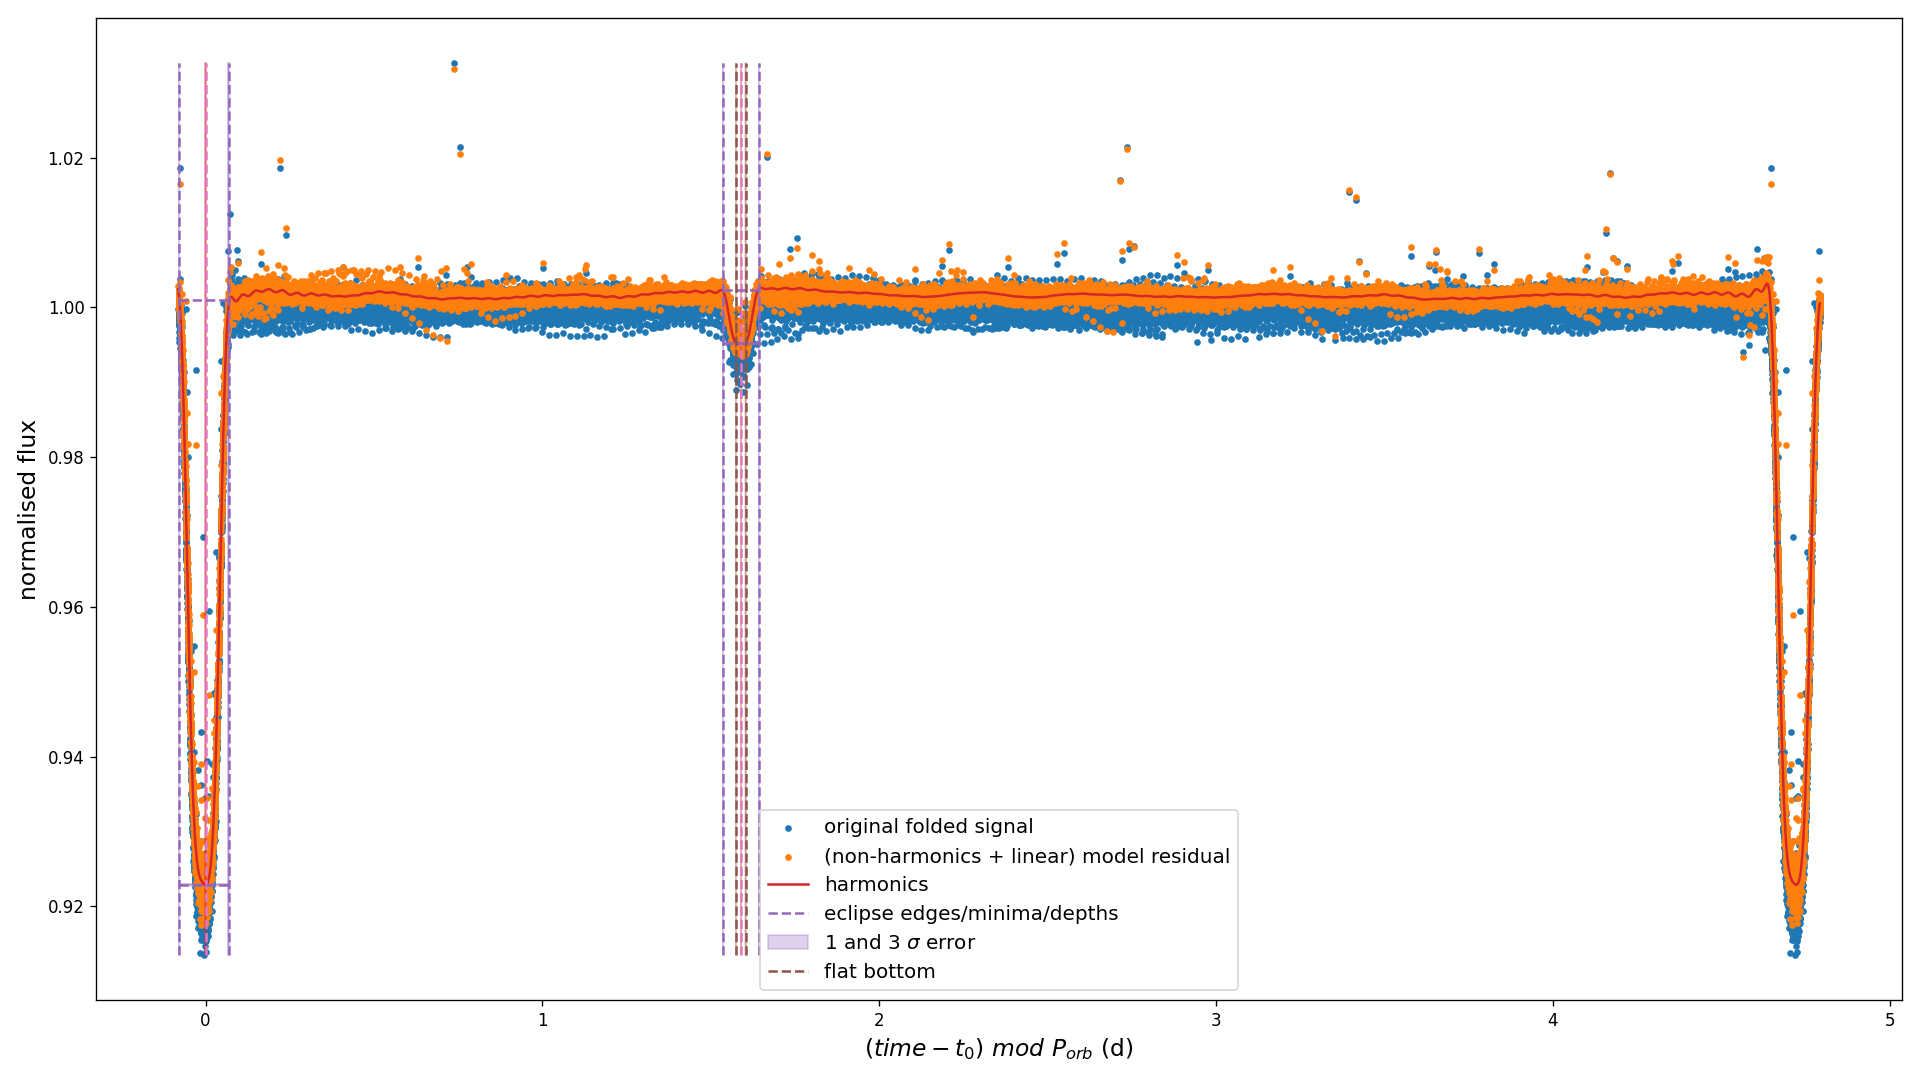 1.02
1.00
0.98
0.96
0.94
0.92
normalised flux
original folded signal
(non-harmonics + linear) model residual
harmonics
eclipse edges/minima/depths
1 and 3 σ error
flat bottom
0 1 2 3 4 5
(time − t₀) mod Pₒᵣb (d)